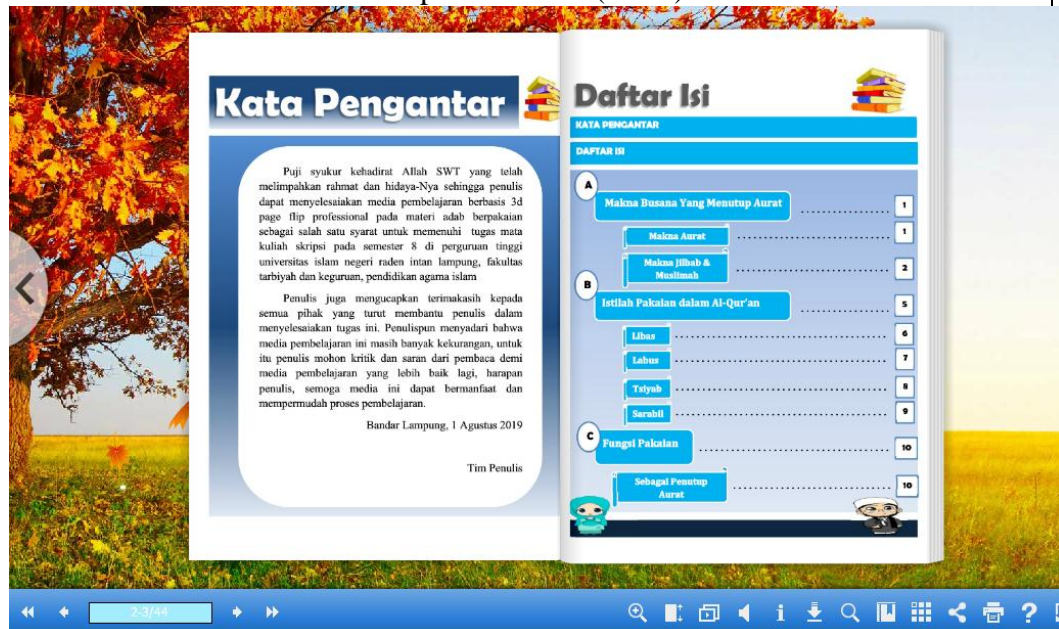 Kata Pengantar
Puji syukur kehadirat Allah SWT yang telah
melimpahkan rahmat dan hidaya-Nya sehingga penulis
dapat menyelesaiakan media pembelajaran berbasis 3d
page flip professional pada materi adab berpakaian
sebagai salah satu syarat untuk memenuhi tugas mata
kuliah skripsi pada semester 8 di perguruan tinggi
universitas islam negeri raden intan lampung, fakultas
tarbiyah dan keguruan, pendidikan agama islam
Penulis juga mengucapkan terimakasih kepada
semua pihak yang turut membantu penulis dalam
menyelesaiakan tugas ini. Penulispun menyadari bahwa
media pembelajaran ini masih banyak kekurangan, untuk
itu penulis mohon kritik dan saran dari pembaca demi
media pembelajaran yang lebih baik lagi, harapan
penulis, semoga media ini dapat bermanfaat dan
mempermudah proses pembelajaran.
Bandar Lampung, 1 Agustus 2019
Tim Penulis
Daftar Isi
KATA PENGANTAR
DAFTAR ISI
A
Makna Busana Yang Menutup Aurat ........................ 1
Makna Aurat ........................ 1
Makna Jilbab &
Muslimah ........................ 2
B
Istilah Pakaian dalam Al-Qur'an ........................ 5
Libas ........................ 6
Labus ........................ 7
Tsiyab ........................ 8
Sarabil ........................ 9
C
Fungsi Pakaian ........................ 10
Sebagai Penutup
Aurat ........................ 10
2-3/44